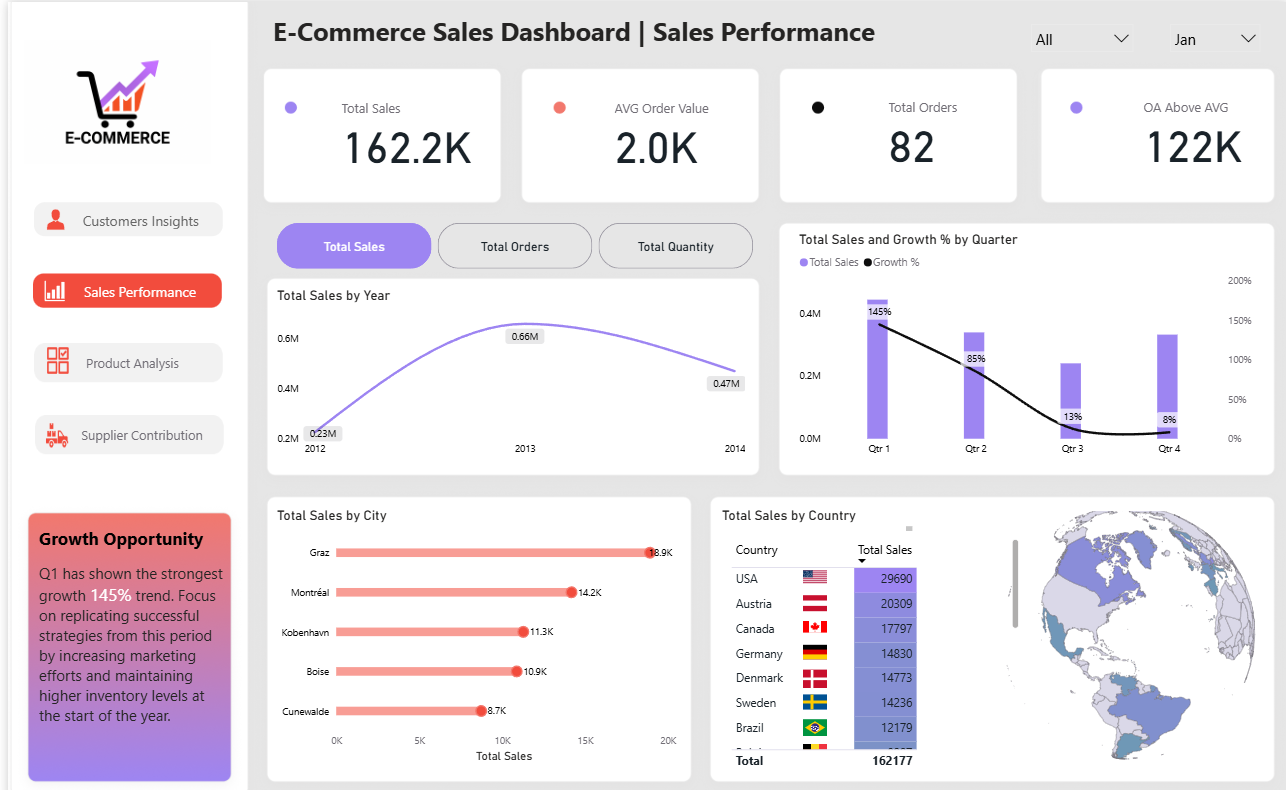 E-Commerce Sales Dashboard | Sales Performance
All
Jan
E-COMMERCE
Customers Insights
Sales Performance
Product Analysis
Supplier Contribution
Growth Opportunity
Q1 has shown the strongest
growth 145% trend. Focus
on replicating successful
strategies from this period
by increasing marketing
efforts and maintaining
higher inventory levels at
the start of the year.
Total Sales
162.2K
AVG Order Value
2.0K
Total Orders
82
OA Above AVG
122K
Total Sales
Total Orders
Total Quantity
Total Sales by Year
0.6M
0.4M
0.2M
0.23M
0.66M
0.47M
2012
2013
2014
Total Sales and Growth % by Quarter
Total Sales Growth %
0.4M
0.2M
0.0M
200%
150%
100%
50%
0%
145%
85%
13%
8%
Qtr 1
Qtr 2
Qtr 3
Qtr 4
Total Sales by City
Graz 18.9K
Montréal 14.2K
Kobenhavn 11.3K
Boise 10.9K
Cunewalde 8.7K
0K 5K 10K 15K 20K
Total Sales
Total Sales by Country
Country Total Sales
USA 29690
Austria 20309
Canada 17797
Germany 14830
Denmark 14773
Sweden 14236
Brazil 12179
Total 162177